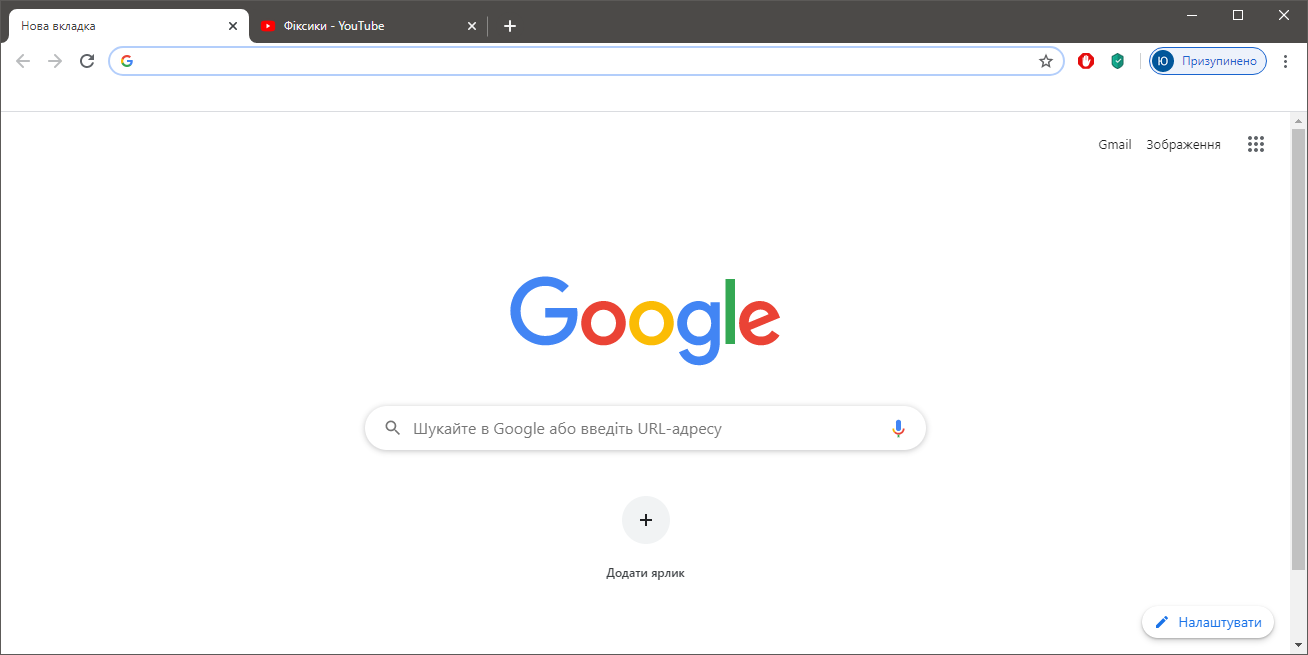 Нова вкладка
Фіксики - YouTube
Ю Призупинено
Gmail Зображення
Google
Шукайте в Google або введіть URL-адресу
Додати ярлик
Налаштувати